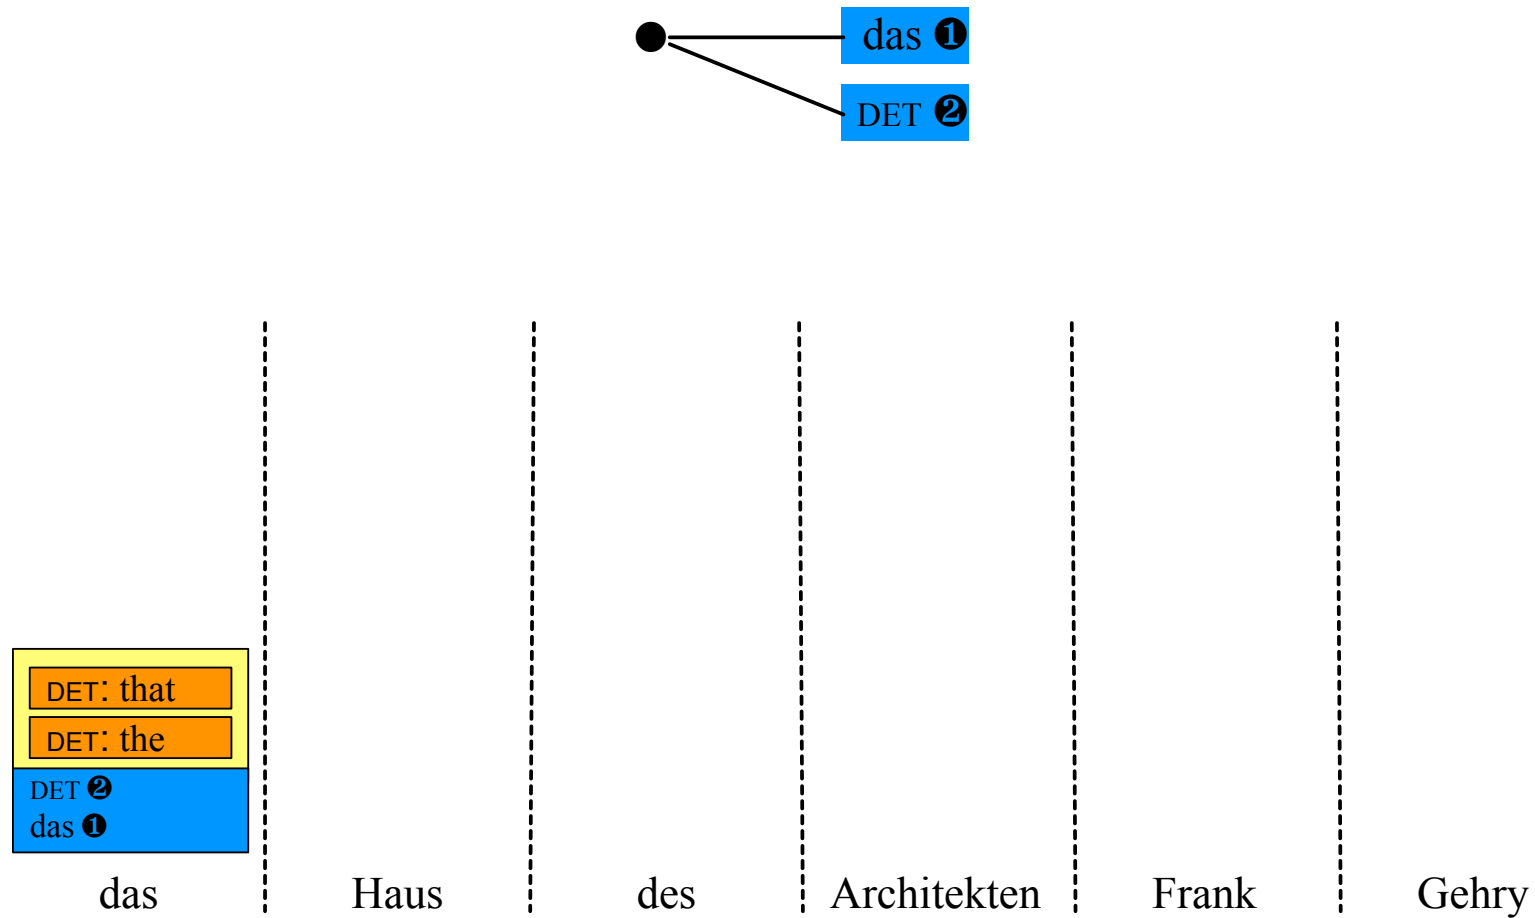 das ❶
DET ❷
DET: that
DET: the
DET ❷
das ❶
das Haus des Architekten Frank Gehry